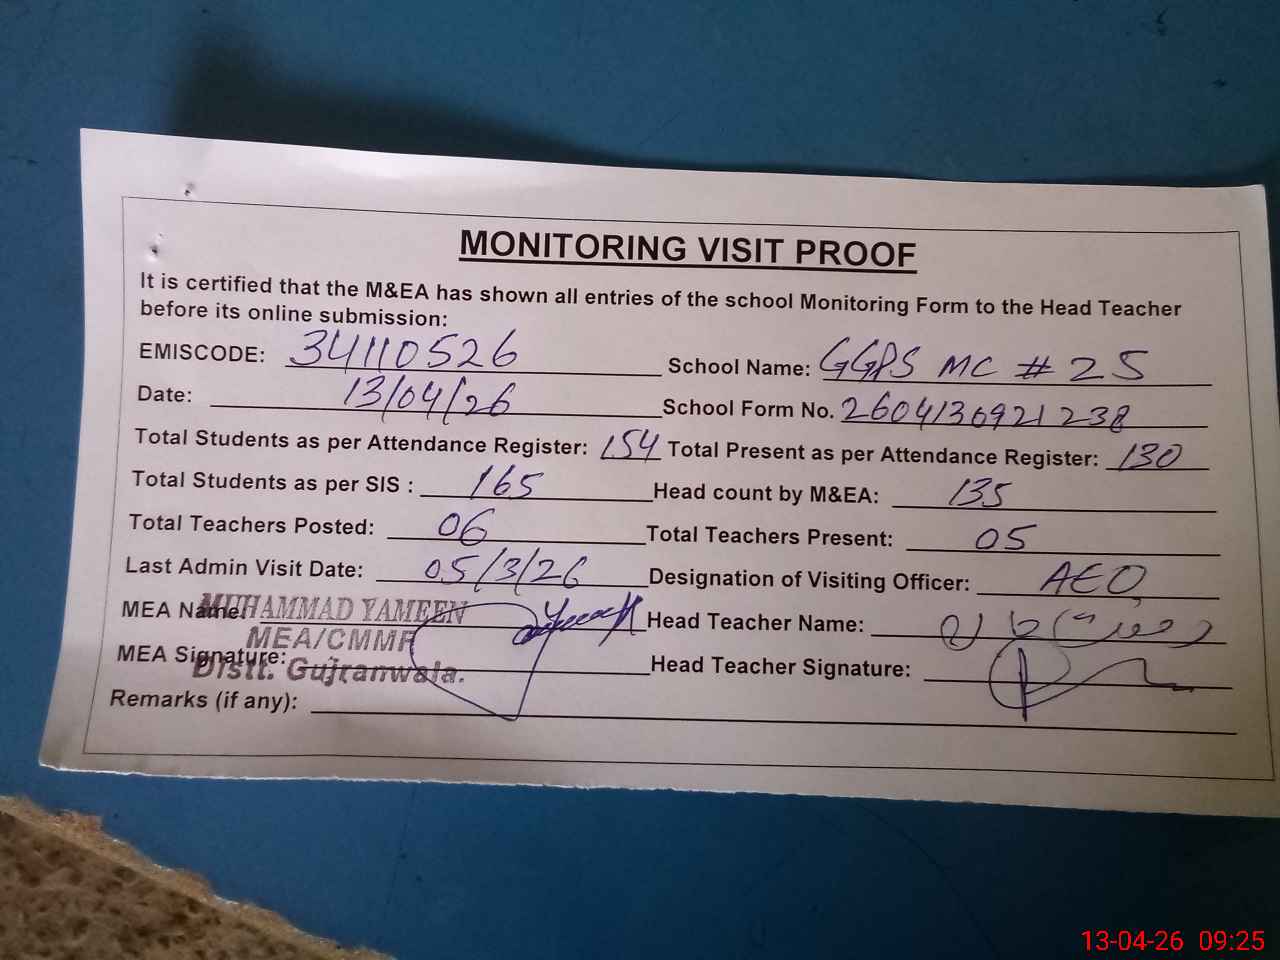 MONITORING VISIT PROOF
It is certified that the M&EA has shown all entries of the school Monitoring Form to the Head Teacher
before its online submission:
EMISCODE: 34110526 School Name: GGPS MC # 25
Date: 13/04/26 School Form No. 2604130921238
Total Students as per Attendance Register: 154 Total Present as per Attendance Register: 130
Total Students as per SIS : 165 Head count by M&EA: 135
Total Teachers Posted: 06 Total Teachers Present: 05
Last Admin Visit Date: 05/3/26 Designation of Visiting Officer: AEO
MEA Name: MUHAMMAD YAMEEN Head Teacher Name:
MEA/CMMF
MEA Signature: Distt. Gujranwala. Head Teacher Signature:
Remarks (if any):
13-04-26 09:25